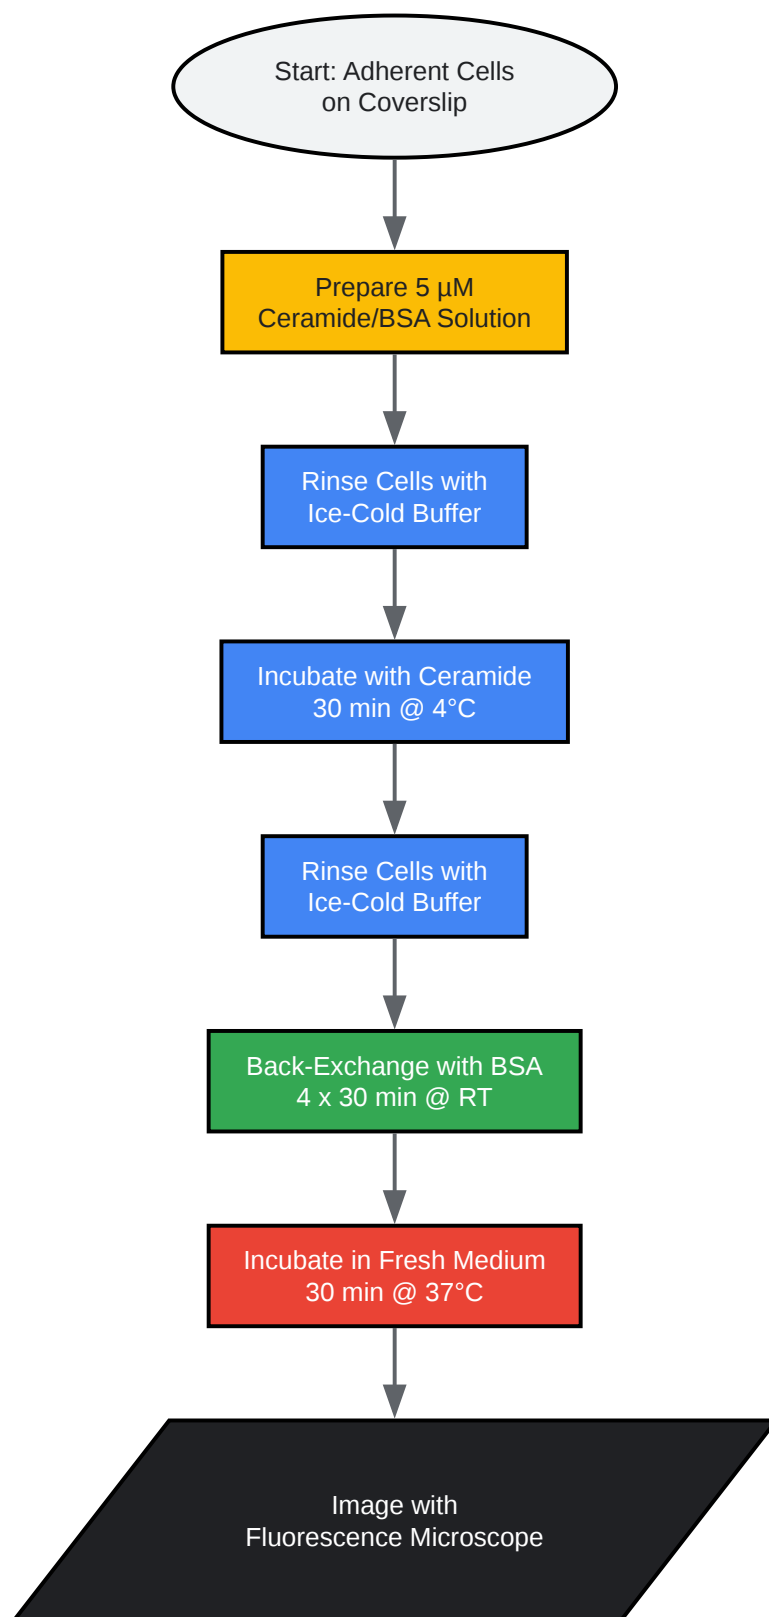 Start: Adherent Cells
on Coverslip
Prepare 5 µM
Ceramide/BSA Solution
Rinse Cells with
Ice-Cold Buffer
Incubate with Ceramide
30 min @ 4°C
Rinse Cells with
Ice-Cold Buffer
Back-Exchange with BSA
4 x 30 min @ RT
Incubate in Fresh Medium
30 min @ 37°C
Image with
Fluorescence Microscope